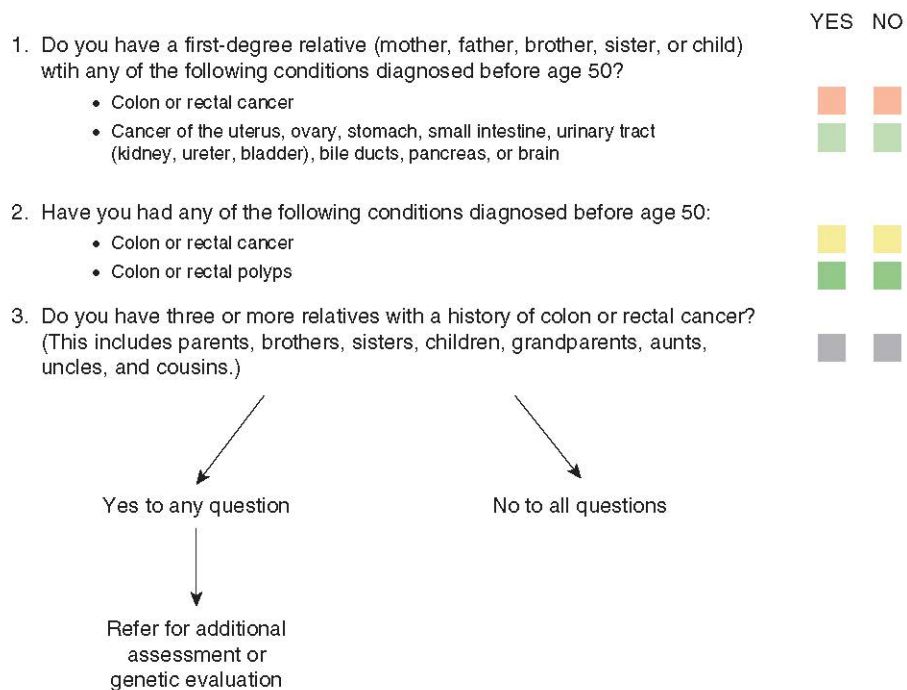 YES NO
1. Do you have a first-degree relative (mother, father, brother, sister, or child)
wtih any of the following conditions diagnosed before age 50?
• Colon or rectal cancer
• Cancer of the uterus, ovary, stomach, small intestine, urinary tract
(kidney, ureter, bladder), bile ducts, pancreas, or brain
2. Have you had any of the following conditions diagnosed before age 50:
• Colon or rectal cancer
• Colon or rectal polyps
3. Do you have three or more relatives with a history of colon or rectal cancer?
(This includes parents, brothers, sisters, children, grandparents, aunts,
uncles, and cousins.)
Yes to any question
No to all questions
Refer for additional
assessment or
genetic evaluation